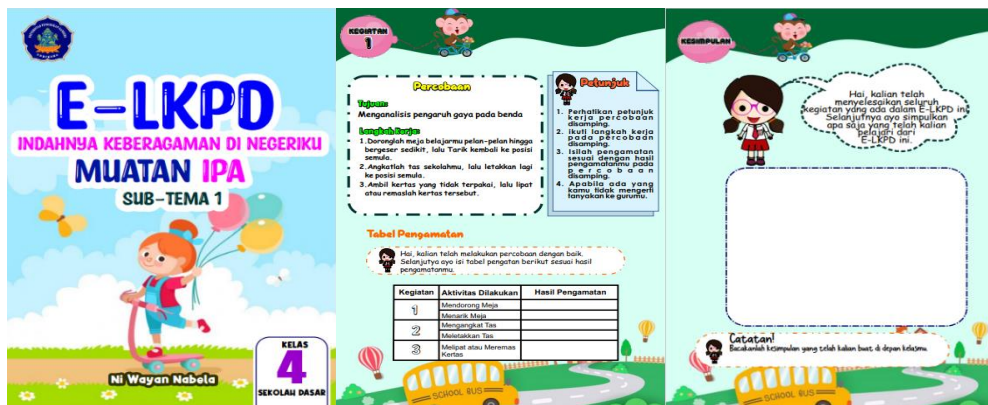 E-LKPD
INDAHNYA KEBERAGAMAN DI NEGERIKU
MUATAN IPA
SUB-TEMA 1
Ni Wayan Nabela
KELAS
4
SEKOLAH DASAR
KEGIATAN
1
Percobaan
Tujuan:
Menganalisis pengaruh gaya pada benda
Langkah Kerja:
1. Doronglah meja belajarmu pelan-pelan hingga
bergeser sedikit, lalu Tarik kembali ke posisi
semula.
2. Angkatlah tas sekolahmu, lalu letakkan lagi
ke posisi semula.
3. Ambil kertas yang tidak terpakai, lalu lipat
atau remaslah kertas tersebut.
Petunjuk
1. Perhatikan petunjuk
kerja percobaan
disamping.
2. Ikuti langkah kerja
pada percobaan
disamping.
3. Isilah pengamatan
sesuai dengan hasil
pengamatanmu pada
percobaan
disamping.
4. Apabila ada yang
kamu tidak mengerti
tanyakan ke gurumu.
Tabel Pengamatan
Hai, kalian telah melakukan percobaan dengan baik.
Selanjutya ayo isi tabel pengatan berikut sesuai hasil
pengamatanmu.
Kegiatan Aktivitas Dilakukan Hasil Pengamatan
1 Mendorong Meja
Menarik Meja
2 Mengangkat Tas
Meletakkan Tas
3 Melipat atau Meremas
Kertas
SCHOOL BUS
KESIMPULAN
Hai, kalian telah
menyelesaikan seluruh
kegiatan yang ada dalam E-LKPD ini
Selanjutnya ayo simpulkan
apa saja yang telah kalian
pelajari dari
E-LKPD ini.
Catatan!
Bacakanlah kesimpulan yang telah kalian buat di depan kelasmu
SCHOOL BUS